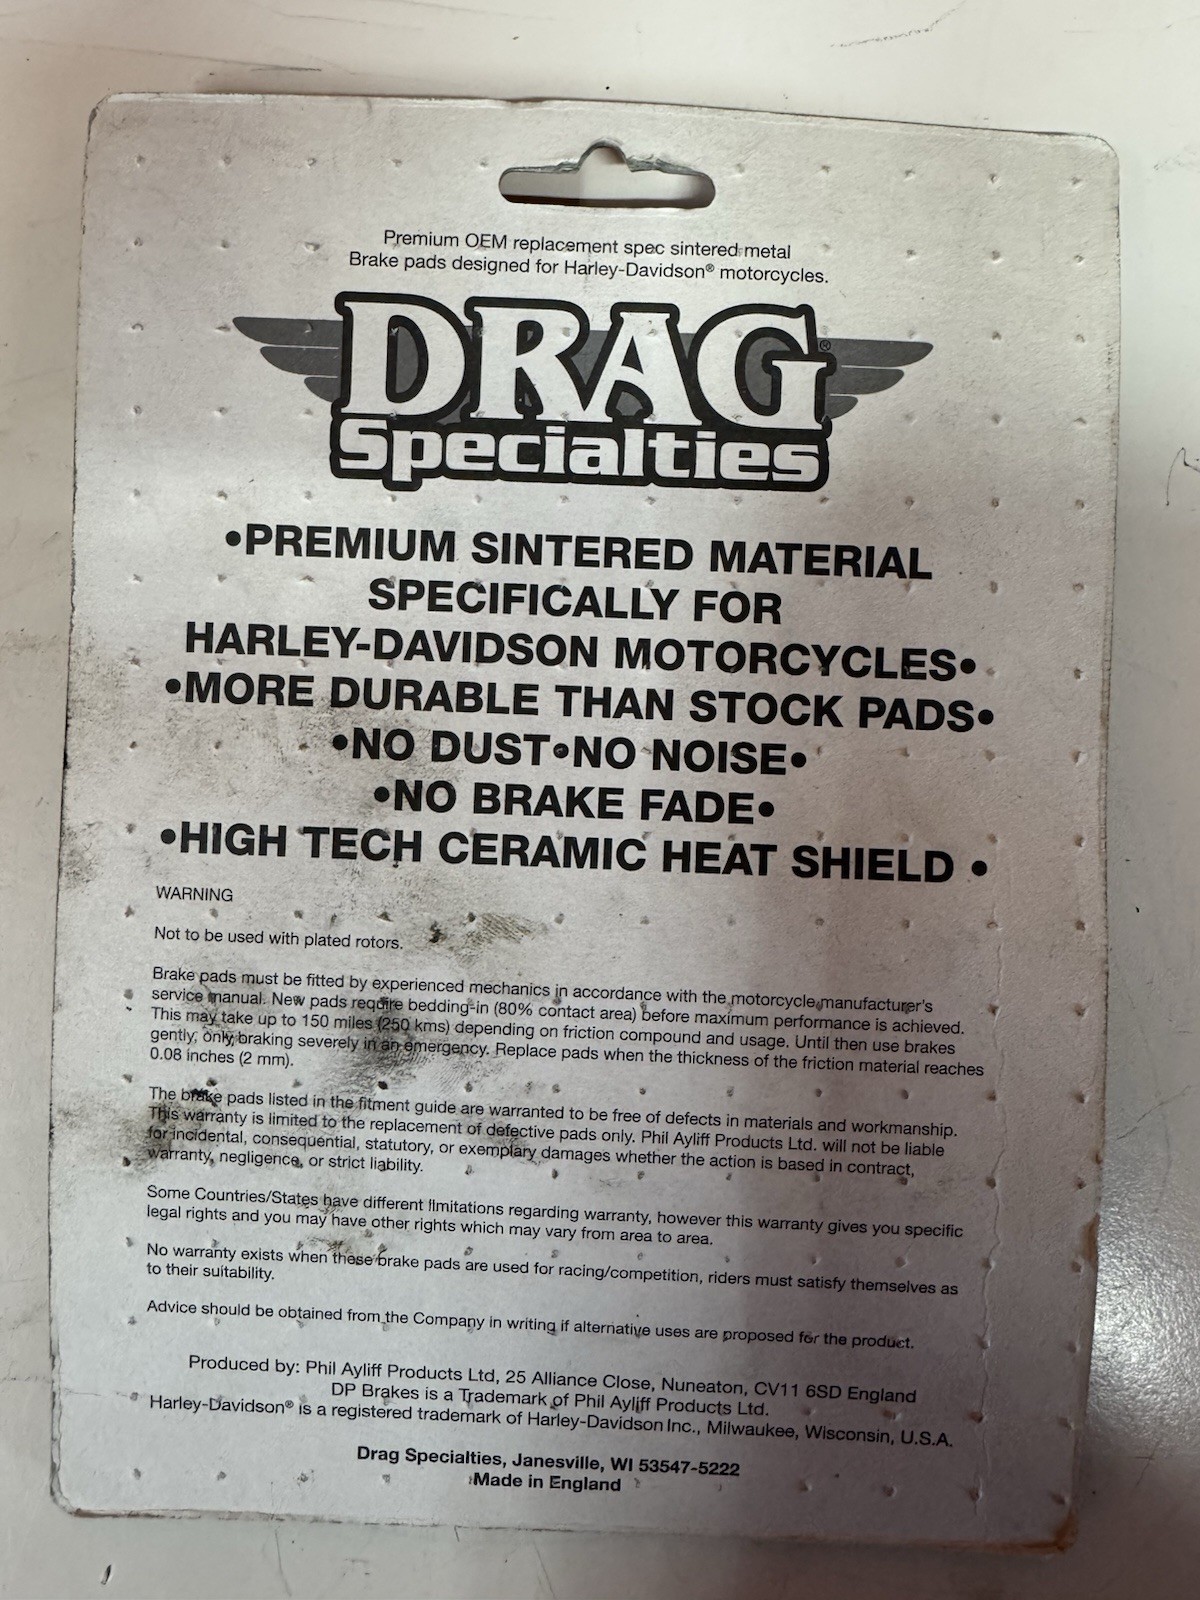 Premium OEM replacement spec sintered metal
Brake pads designed for Harley-Davidson® motorcycles.
DRAG®
Specialties
•PREMIUM SINTERED MATERIAL
SPECIFICALLY FOR
HARLEY-DAVIDSON MOTORCYCLES•
•MORE DURABLE THAN STOCK PADS•
•NO DUST•NO NOISE•
•NO BRAKE FADE•
•HIGH TECH CERAMIC HEAT SHIELD •
WARNING
Not to be used with plated rotors.
Brake pads must be fitted by experienced mechanics in accordance with the motorcycle manufacturer's
service manual. New pads require bedding-in (80% contact area) before maximum performance is achieved.
This may take up to 150 miles (250 kms) depending on friction compound and usage. Until then use brakes
gently, only braking severely in an emergency. Replace pads when the thickness of the friction material reaches
0.08 inches (2 mm).
The brake pads listed in the fitment guide are warranted to be free of defects in materials and workmanship.
This warranty is limited to the replacement of defective pads only. Phil Ayliff Products Ltd. will not be liable
for incidental, consequential, statutory, or exemplary damages whether the action is based in contract,
warranty, negligence, or strict liability.
Some Countries/States have different limitations regarding warranty, however this warranty gives you specific
legal rights and you may have other rights which may vary from area to area.
No warranty exists when these brake pads are used for racing/competition, riders must satisfy themselves as
to their suitability.
Advice should be obtained from the Company in writing if alternative uses are proposed for the product.
Produced by: Phil Ayliff Products Ltd, 25 Alliance Close, Nuneaton, CV11 6SD England
DP Brakes is a Trademark of Phil Ayliff Products Ltd.
Harley-Davidson® is a registered trademark of Harley-Davidson Inc., Milwaukee, Wisconsin, U.S.A.
Drag Specialties, Janesville, WI 53547-5222
Made in England